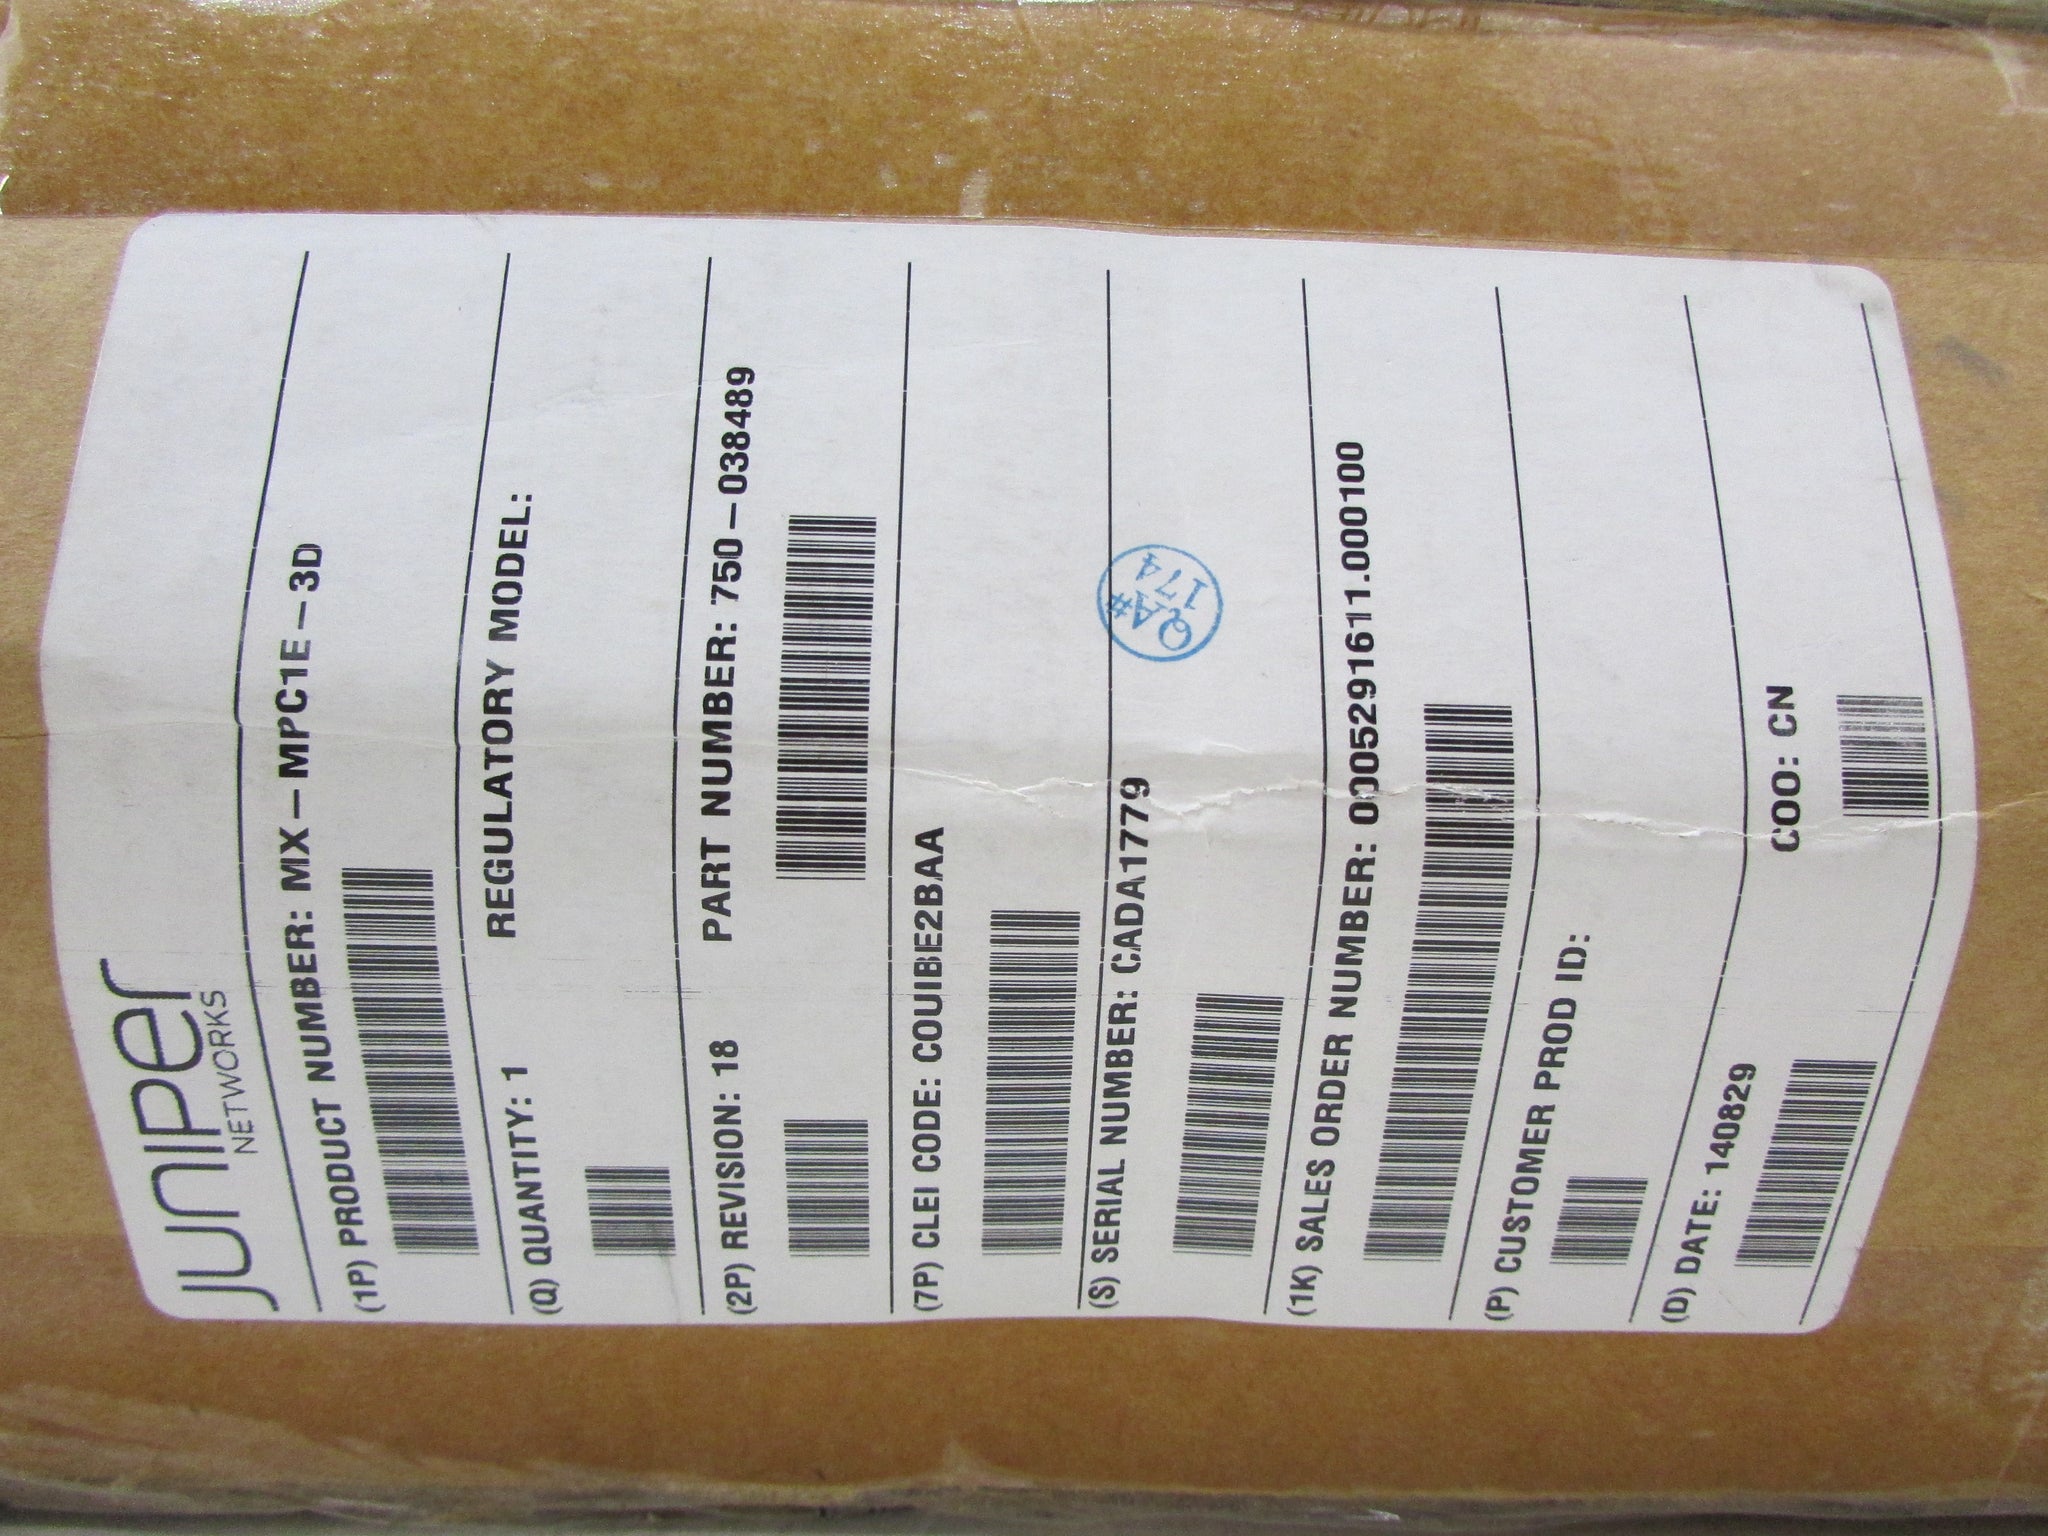 JUNIPer
NETWORKS
(1P) PRODUCT NUMBER: MX-MPC1E-3D
(Q) QUANTITY: 1 REGULATORY MODEL:
(2P) REVISION: 18 PART NUMBER: 750-038489
(7P) CLEI CODE: COUIBE2BAA
(S) SERIAL NUMBER: CADA1779
QA#
174
(1K) SALES ORDER NUMBER: 0005291611.000100
(P) CUSTOMER PROD ID:
(D) DATE: 140829 COO: CN